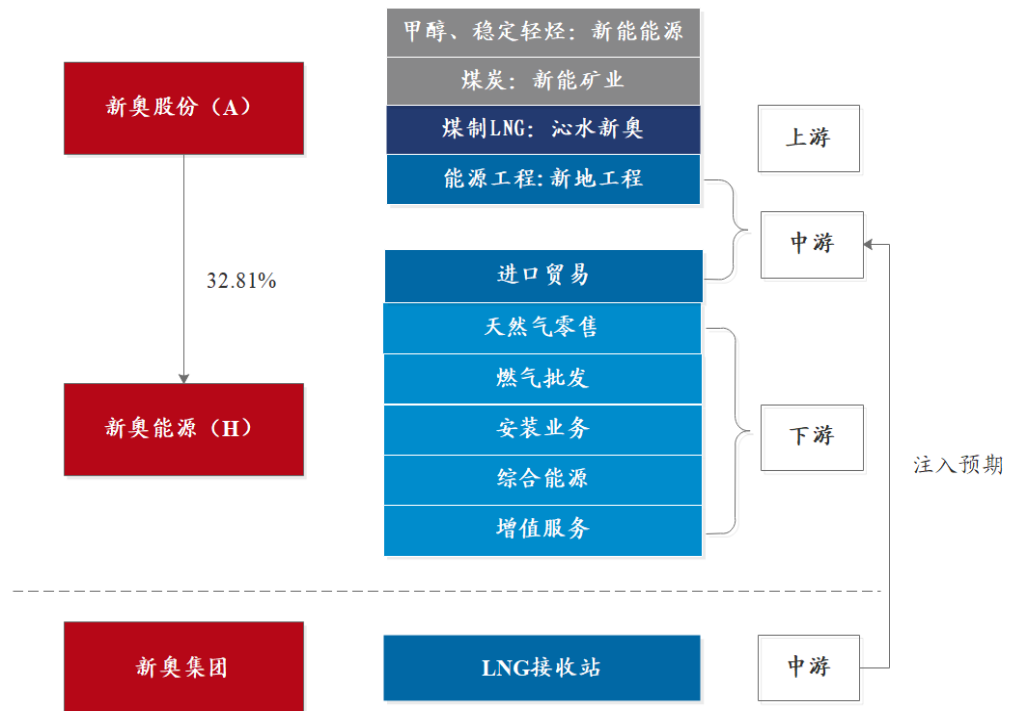 甲醇、稳定轻烃：新能能源
煤炭：新能矿业
新奥股份（A）
煤制LNG：沁水新奥
上游
能源工程:新地工程
中游
进口贸易
32.81%
天然气零售
燃气批发
新奥能源（H）
安装业务
下游
综合能源
注入预期
增值服务
新奥集团
LNG接收站
中游